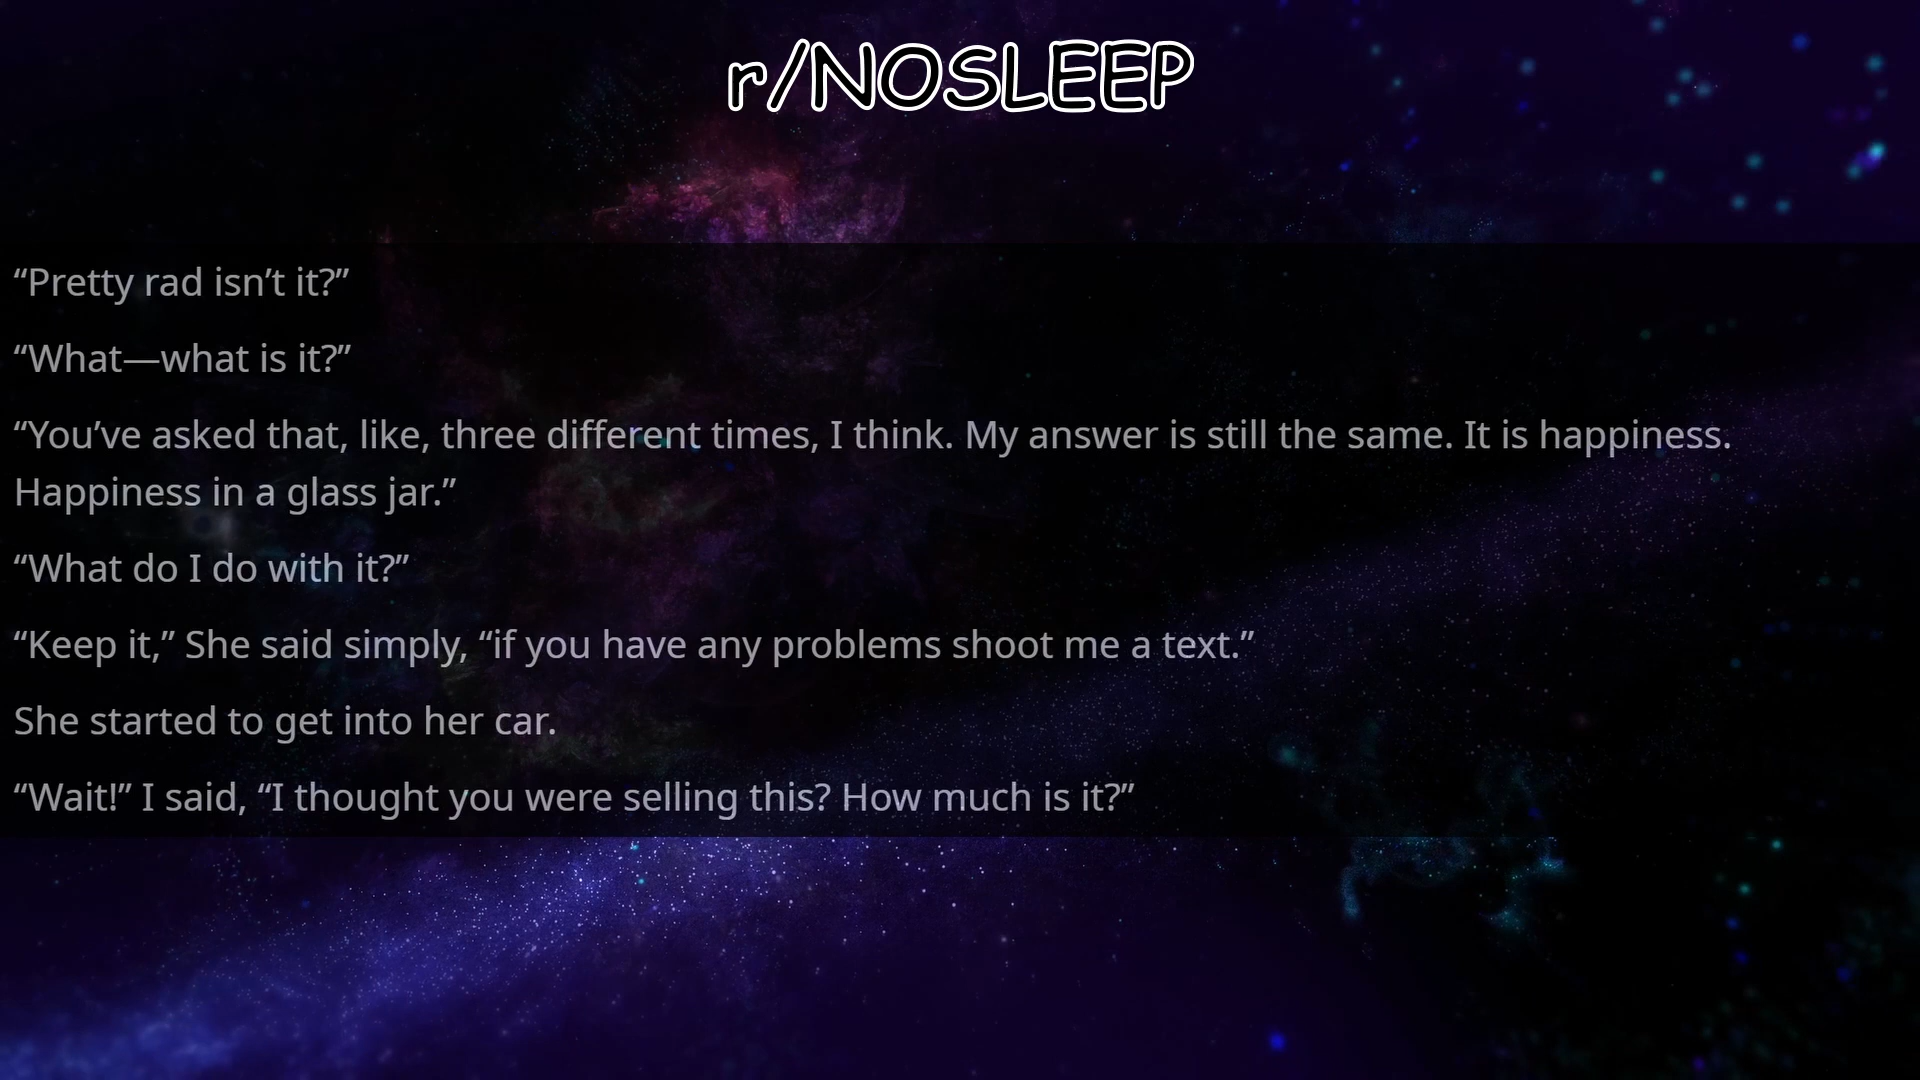 r/NOSLEEP
“Pretty rad isn’t it?”
“What—what is it?”
“You’ve asked that, like, three different times, I think. My answer is still the same. It is happiness.
Happiness in a glass jar.”
“What do I do with it?”
“Keep it,” She said simply, “if you have any problems shoot me a text.”
She started to get into her car.
“Wait!” I said, “I thought you were selling this? How much is it?”